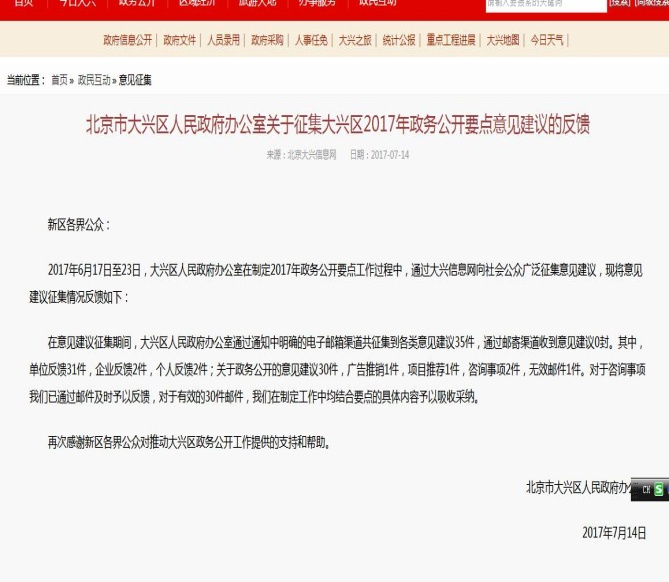 首页 今日大兴 政务公开 区域经济 旅游大地 办事服务 政民互动 [搜索] [高级搜索]
政府信息公开 | 政府文件 | 人员录用 | 政府采购 | 人事任免 | 大兴之旅 | 统计公报 | 重点工程进展 | 大兴地图 | 今日天气 |
当前位置： 首页» 政民互动» 意见征集
北京市大兴区人民政府办公室关于征集大兴区2017年政务公开要点意见建议的反馈
来源：北京大兴信息网 日期：2017-07-14
新区各界公众：
2017年6月17日至23日，大兴区人民政府办公室在制定2017年政务公开要点工作过程中，通过大兴信息网向社会公众广泛征集意见建议，现将意见
建议征集情况反馈如下：
在意见建议征集期间，大兴区人民政府办公室通过通知中明确的电子邮箱渠道共征集到各类意见建议35件，通过邮寄渠道收到意见建议0封。其中，
单位反馈31件，企业反馈2件，个人反馈2件；关于政务公开的意见建议30件，广告推销1件，项目推荐1件，咨询事项2件，无效邮件1件。对于咨询事项
我们已通过邮件及时予以反馈，对于有效的30件邮件，我们在制定工作中均结合要点的具体内容予以吸收采纳。
再次感谢新区各界公众对推动大兴区政务公开工作提供的支持和帮助。
北京市大兴区人民政府办公
CH S
2017年7月14日